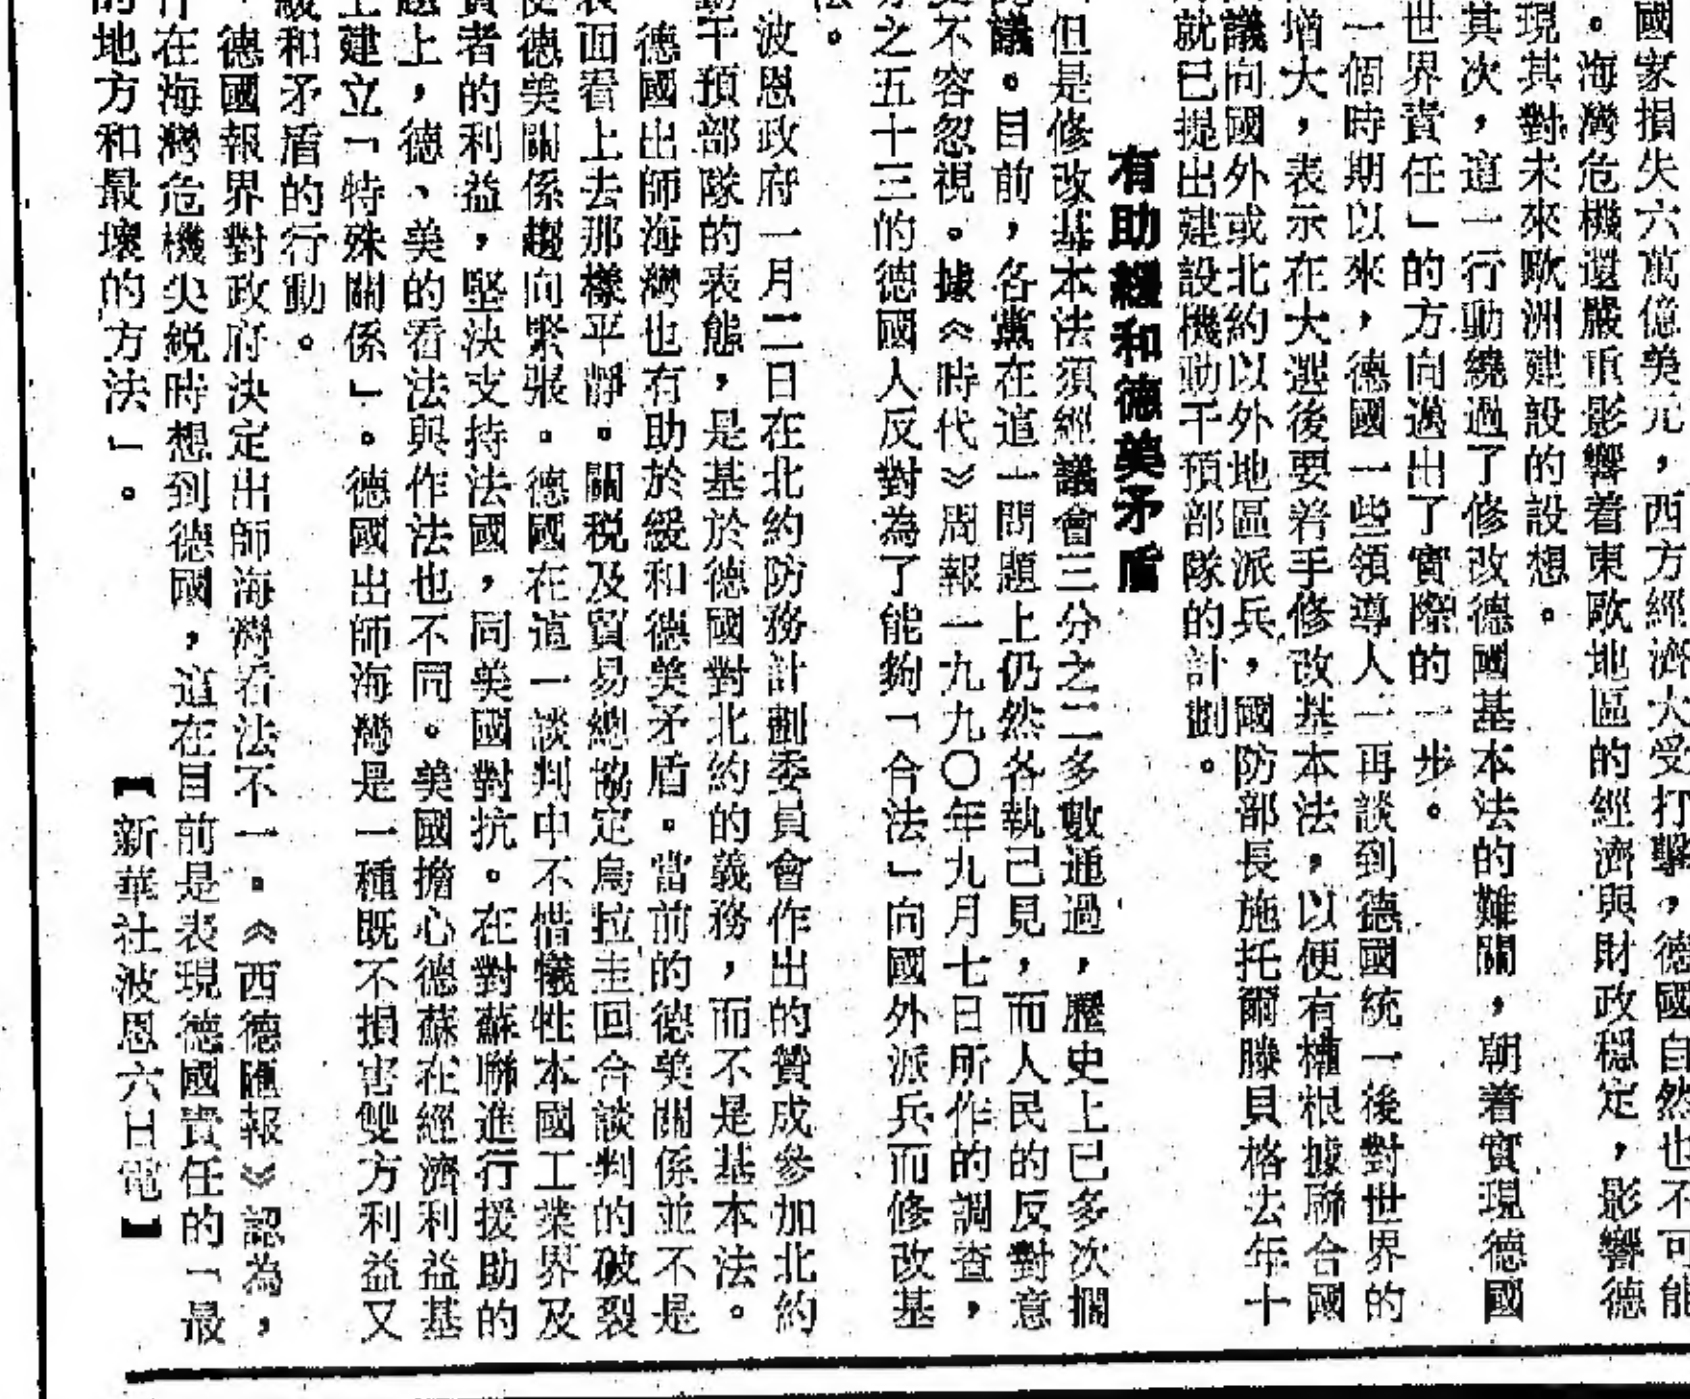 國家損失六萬億美元，西方經濟大受打擊，德國自然也不可能
。海灣危機還嚴重影響着東歐地區的經濟與財政穩定，影響德
現其對未來歐洲建設的設想。
其次，這一行動繞過了修改德國基本法的難關，朝着實現德國
世界責任」的方向邁出了實際的一步。
一個時期以來，德國一些領導人一再談到德國統一後對世界的
增大，表示在大選後要着手修改基本法，以便有權根據聯合國
議向國外或北約以外地區派兵，國防部長施托爾滕貝格去年十
就已提出建設機動干預部隊的計劃。
有助緩和德美矛盾
但是修改基本法須經議會三分之二多數通過，歷史上已多次擱
議。目前，各黨在這一問題上仍然各執己見，而人民的反對意
不容忽視。據《時代》周報一九九〇年九月七日所作的調查，
之五十三的德國人反對為了能夠「合法」向國外派兵而修改基
法。
波恩政府一月二日在北約防務計劃委員會作出的贊成參加北約
動干預部隊的表態，是基於德國對北約的義務，而不是基本法。
德國出師海灣也有助於緩和德美矛盾。當前的德美關係並不是
表面看上去那樣平靜。關税及貿易總協定烏拉圭回合談判的破裂
使德美關係趨向緊張。德國在這一談判中不惜犧牲本國工業界及
費者的利益，堅決支持法國，同美國對抗。在對蘇聯進行援助的
題上，德、美的看法與作法也不同。美國擔心德蘇在經濟利益基
上建立「特殊關係」。德國出師海灣是一種既不損害雙方利益又
緩和矛盾的行動。
德國報界對政府決定出師海灣看法不一。《西德匯報》認為，
在海灣危機尖銳時想到德國，這在目前是表現德國責任的「最
的地方和最壞的方法」。
【新華社波恩六日電】